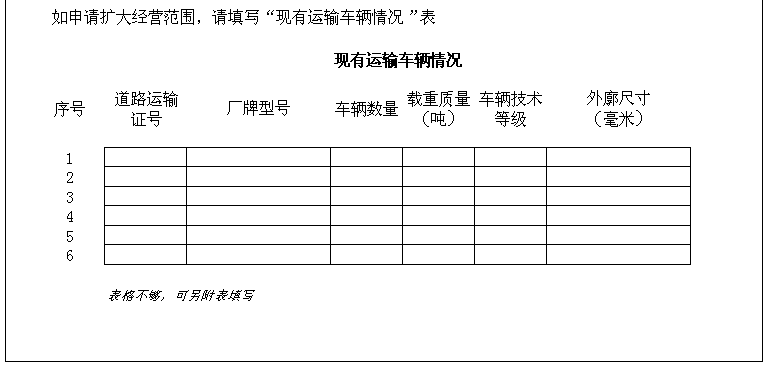 如申请扩大经营范围，请填写“现有运输车辆情况 ”表
现有运输车辆情况
序号 道路运输证号 厂牌型号 车辆数量 载重质量（吨） 车辆技术等级 外廓尺寸（毫米）
1
2
3
4
5
6
表格不够，可另附表填写